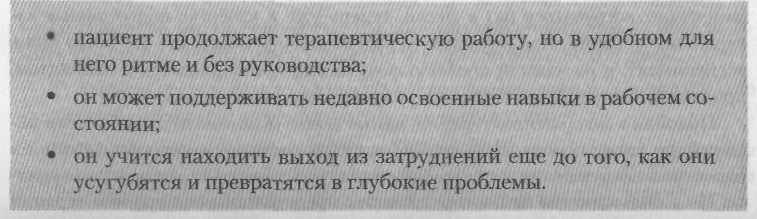 • пациент продолжает терапевтическую работу, но в удобном для
него ритме и без руководства;
• он может поддерживать недавно освоенные навыки в рабочем со-
стоянии;
• он учится находить выход из затруднений еще до того, как они
усугубятся и превратятся в глубокие проблемы.